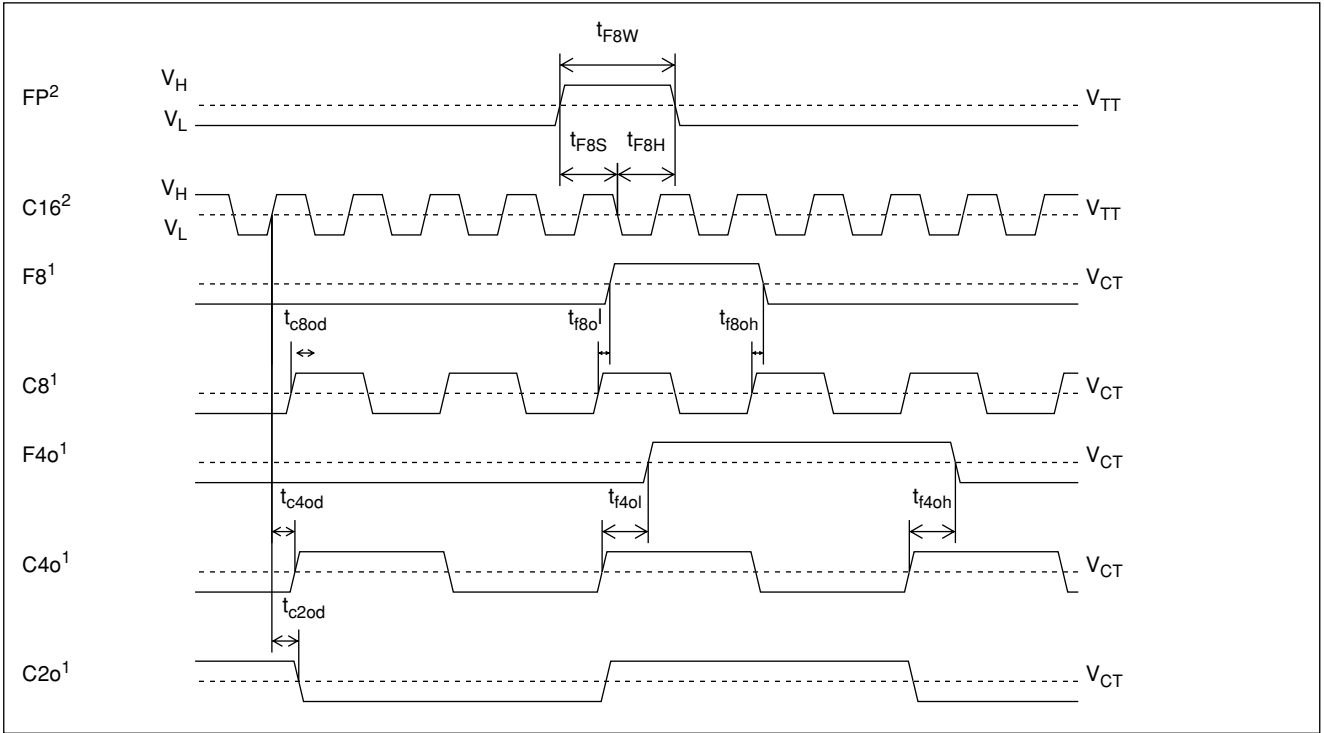 tF8W
VH
FP²
VTT
VL
tF8S tF8H
VH
C16²
VTT
VL
F8¹
VCT
tc8od tf8ol tf8oh
C8¹
VCT
F4o¹
VCT
tc4od tf4ol tf4oh
C4o¹
VCT
tc2od
C2o¹
VCT